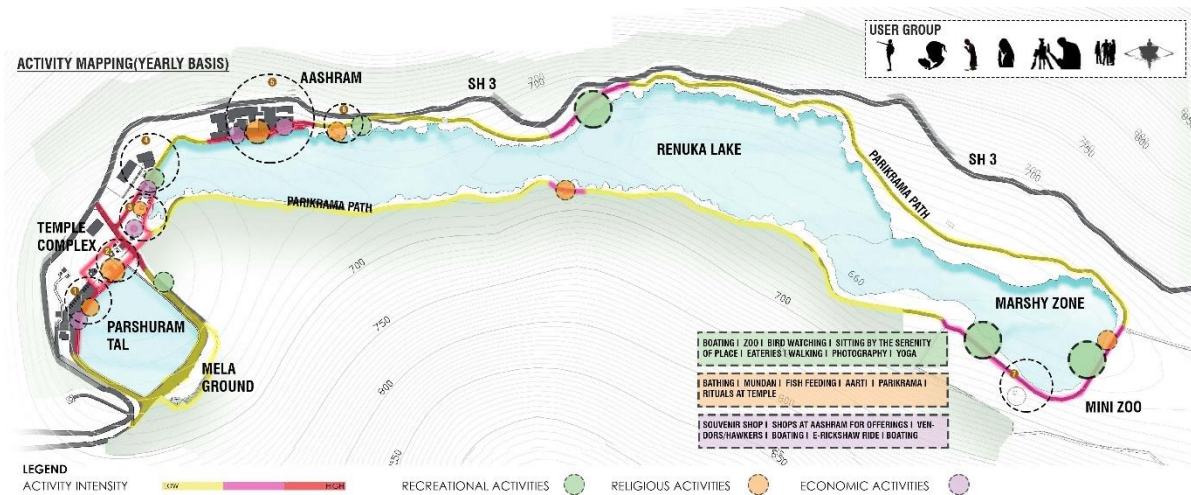 ACTIVITY MAPPING(YEARLY BASIS)
USER GROUP
AASHRAM
SH 3
700
RENUKA LAKE
SH 3
PARIKRAMA PATH
PARIKRAMA PATH
TEMPLE
COMPLEX
700
660
700
MARSHY ZONE
PARSHURAM
TAL
750
MELA
GROUND
800
MINI ZOO
BOATING I ZOO I BIRD WATCHING I SITTING BY THE SERENITY
OF PLACE I EATERIES I WALKING I PHOTOGRAPHY I YOGA
BATHING I MUNDAN I FISH FEEDING I AARTI I PARIKRAMA I
RITUALS AT TEMPLE
SOUVENIR SHOP I SHOPS AT AASHRAM FOR OFFERINGS I VEN-
DORS/HAWKERS I BOATING I E-RICKSHAW RIDE I BOATING
LEGEND
ACTIVITY INTENSITY
LOW
HIGH
RECREATIONAL ACTIVITIES
RELIGIOUS ACTIVITIES
ECONOMIC ACTIVITIES